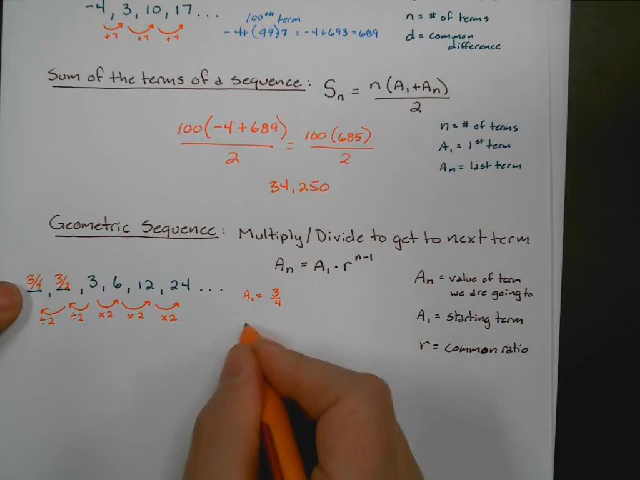 -4, 3, 10, 17 ...
+7 +7 +7
100th term
-4+(99)7 = -4+693 = 689
n = # of terms
d = common difference
Sum of the terms of a sequence: Sn = n(A1+An)/2
100(-4+689)/2 = 100(685)/2
34,250
n = # of terms
A1 = 1st term
An = last term
Geometric Sequence: Multiply/Divide to get to next term
An = A1 · r^n-1
3/4, 3/2, 3, 6, 12, 24 ...
÷2 ÷2 ×2 ×2 ×2
A1 = 3/4
An = value of term
we are going to
A1 = starting term
r = common ratio